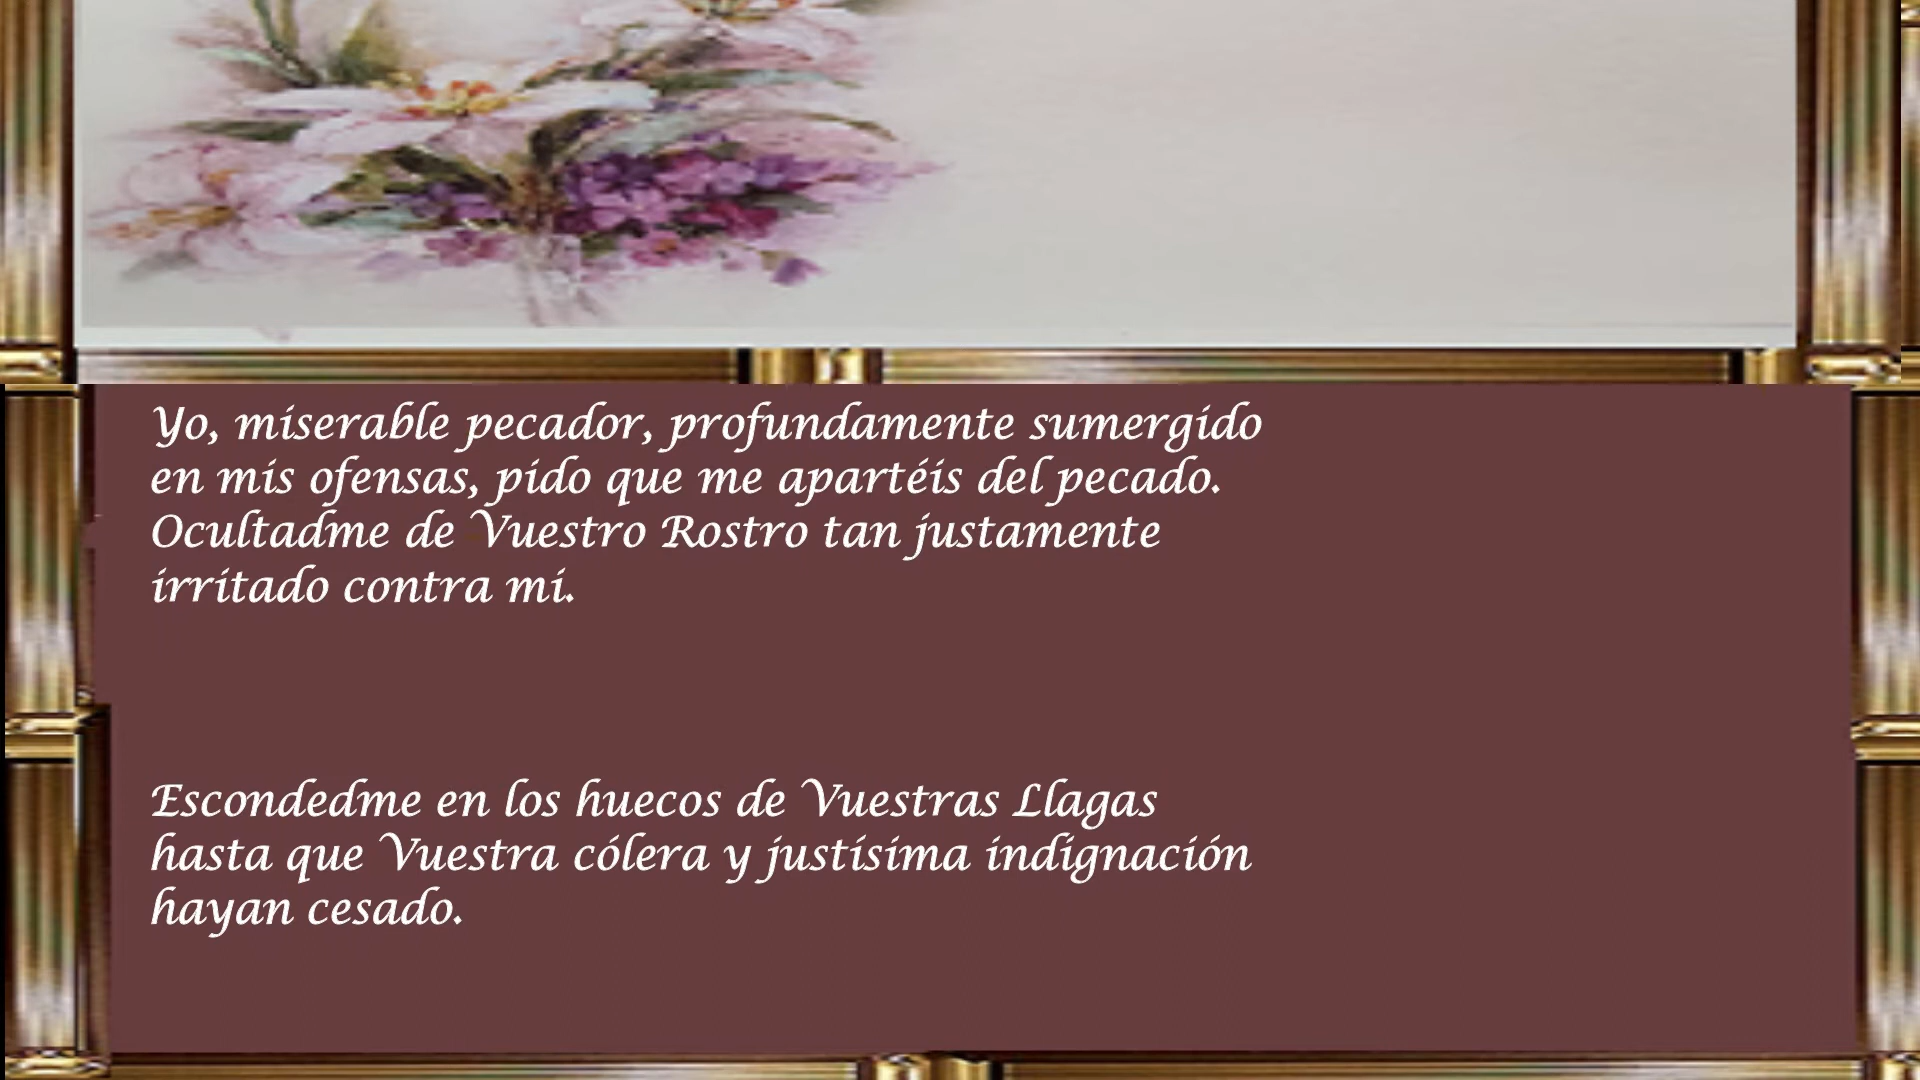 Yo, miserable pecador, profundamente sumergido
en mis ofensas, pido que me apartéis del pecado.
Ocultadme de Vuestro Rostro tan justamente
irritado contra mi.
Escondedme en los huecos de Vuestras Llagas
hasta que Vuestra cólera y justísima indignación
hayan cesado.